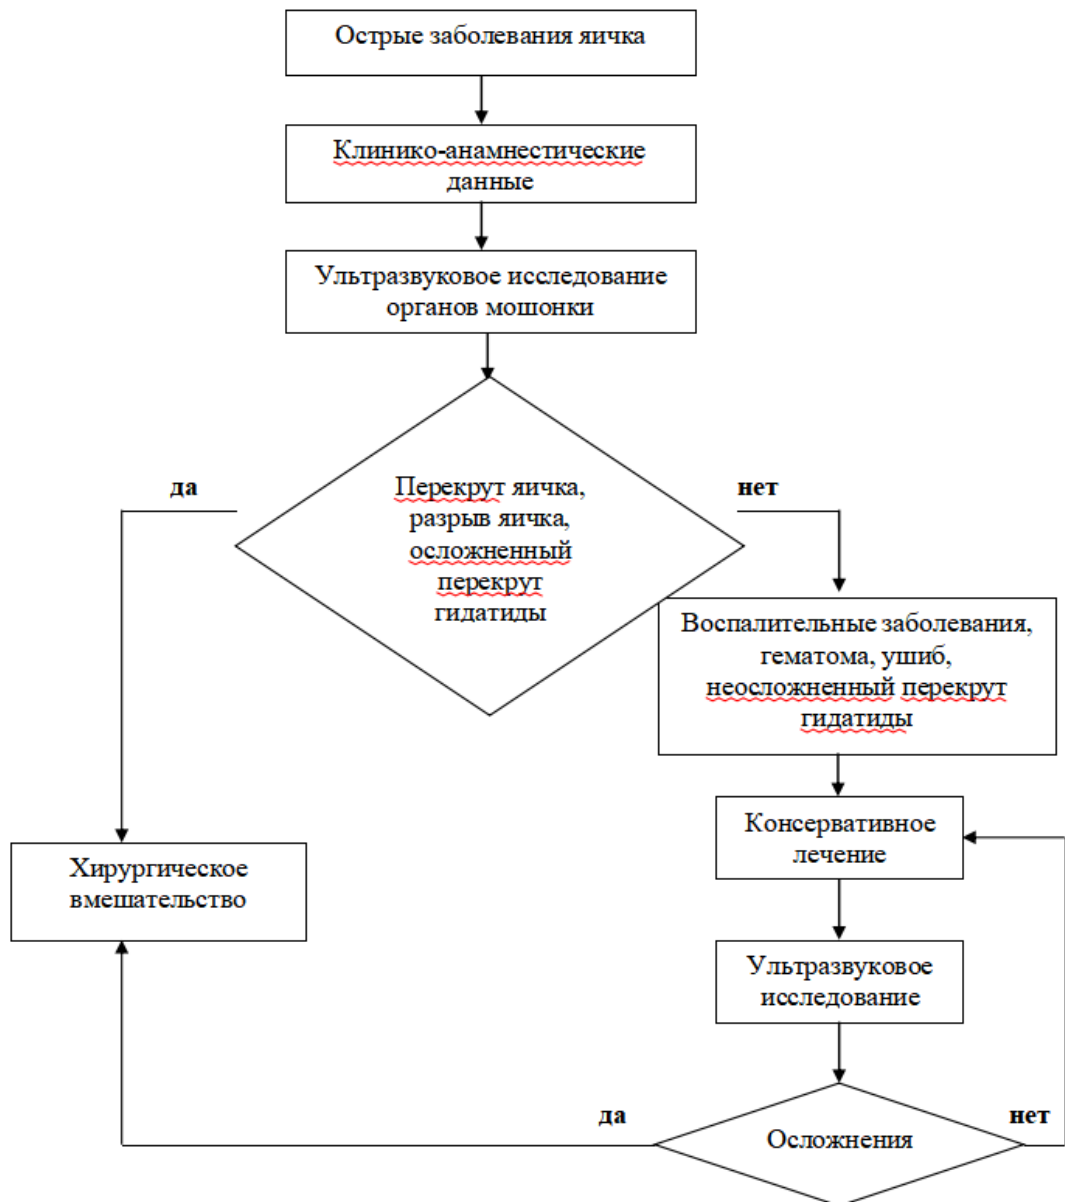 Острые заболевания яичка
Клинико-анамнестические
данные
Ультразвуковое исследование
органов мошонки
да
Перекрут яичка,
разрыв яичка,
осложненный
перекрут
гидатиды
нет
Воспалительные заболевания,
гематома, ушиб,
неосложненный перекрут
гидатиды
Консервативное
лечение
Хирургическое
вмешательство
Ультразвуковое
исследование
да
Осложнения
нет